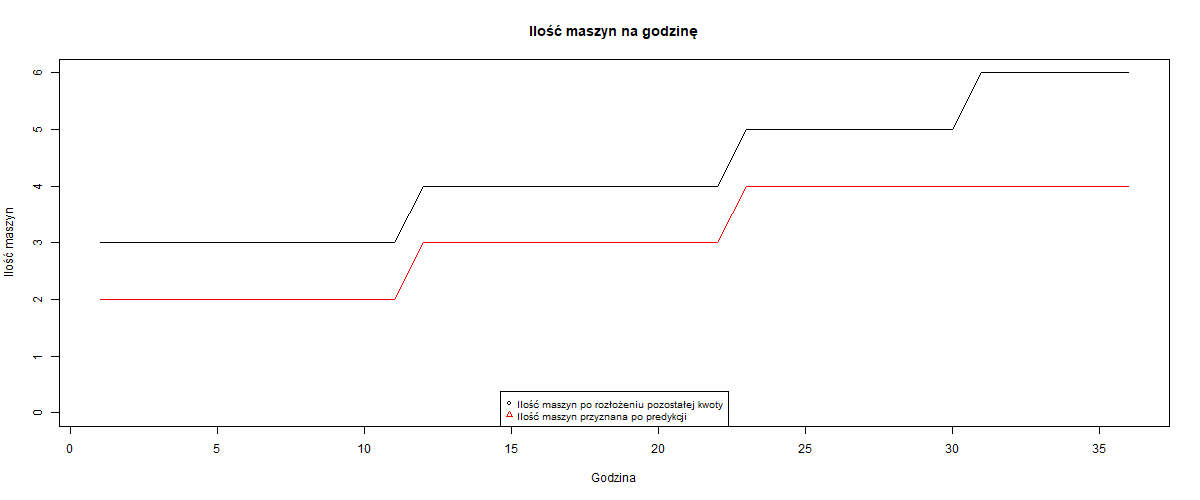 Ilość maszyn na godzinę
Ilość maszyn
6
5
4
3
2
1
0
Ilość maszyn po rozłożeniu pozostałej kwoty
Ilość maszyn przyznana po predykcji
0 5 10 15 20 25 30 35
Godzina